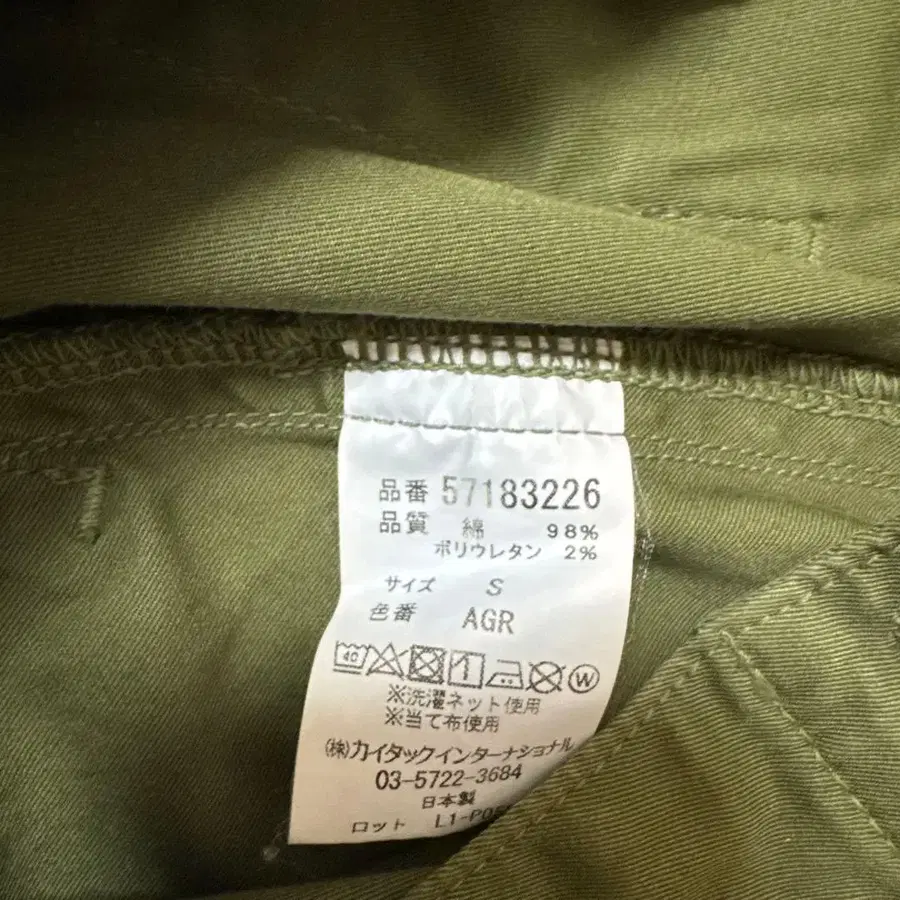 品番 57183226
品質 綿 98%
ポリウレタン 2%
サイズ S
色番 AGR
40 W
※洗濯ネット使用
※当て布使用
(株)カイタックインターナショナル
03-5722-3684
日本製
ロット